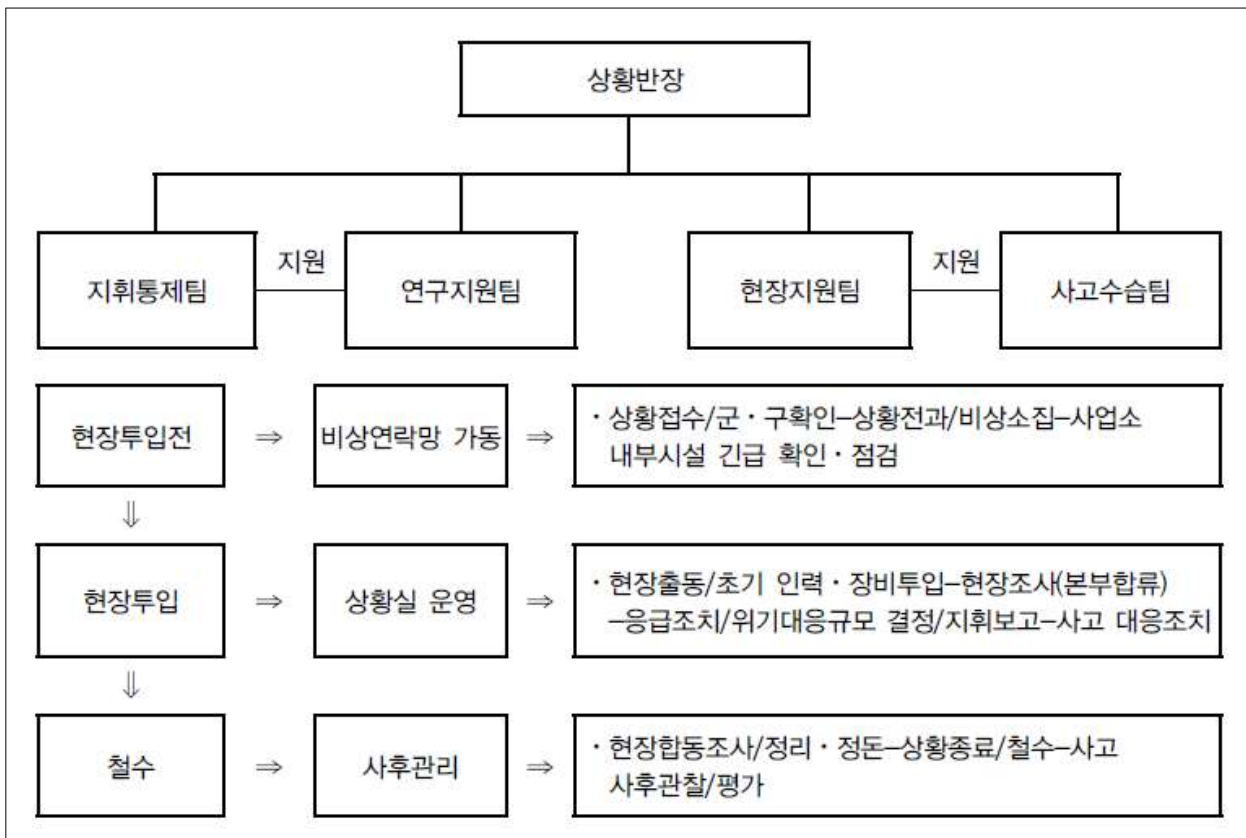 상황반장
지휘통제팀
지원
연구지원팀
현장지원팀
지원
사고수습팀
현장투입전
⇒
비상연락망 가동
⇒
· 상황접수/군 · 구확인–상황전과/비상소집–사업소
내부시설 긴급 확인 · 점검
⇓
현장투입
⇒
상황실 운영
⇒
· 현장출동/초기 인력 · 장비투입–현장조사(본부합류)
–응급조치/위기대응규모 결정/지휘보고–사고 대응조치
⇓
철수
⇒
사후관리
⇒
· 현장합동조사/정리 · 정돈–상황종료/철수–사고
사후관찰/평가